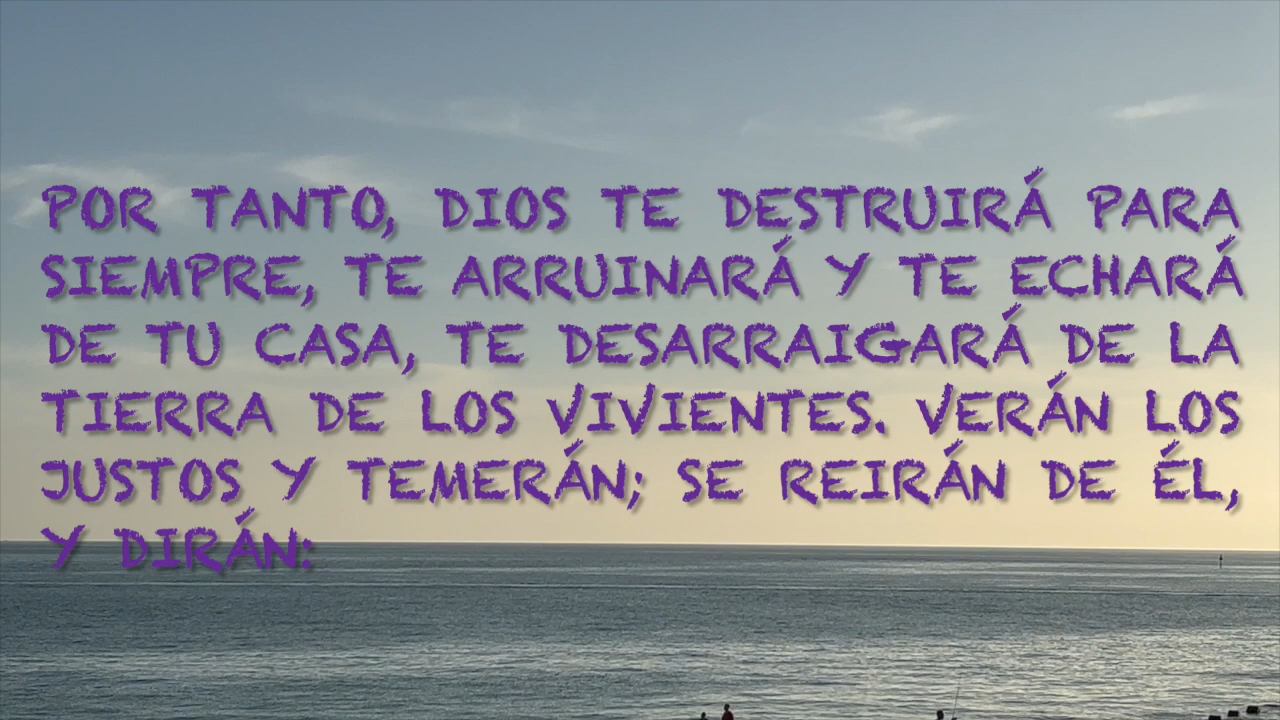 POR TANTO, DIOS TE DESTRUIRÁ PARA
SIEMPRE, TE ARRUINARÁ Y TE ECHARÁ
DE TU CASA, TE DESARRAIGARÁ DE LA
TIERRA DE LOS VIVIENTES. VERÁN LOS
JUSTOS Y TEMERÁN; SE REIRÁN DE ÉL,
Y DIRÁN: